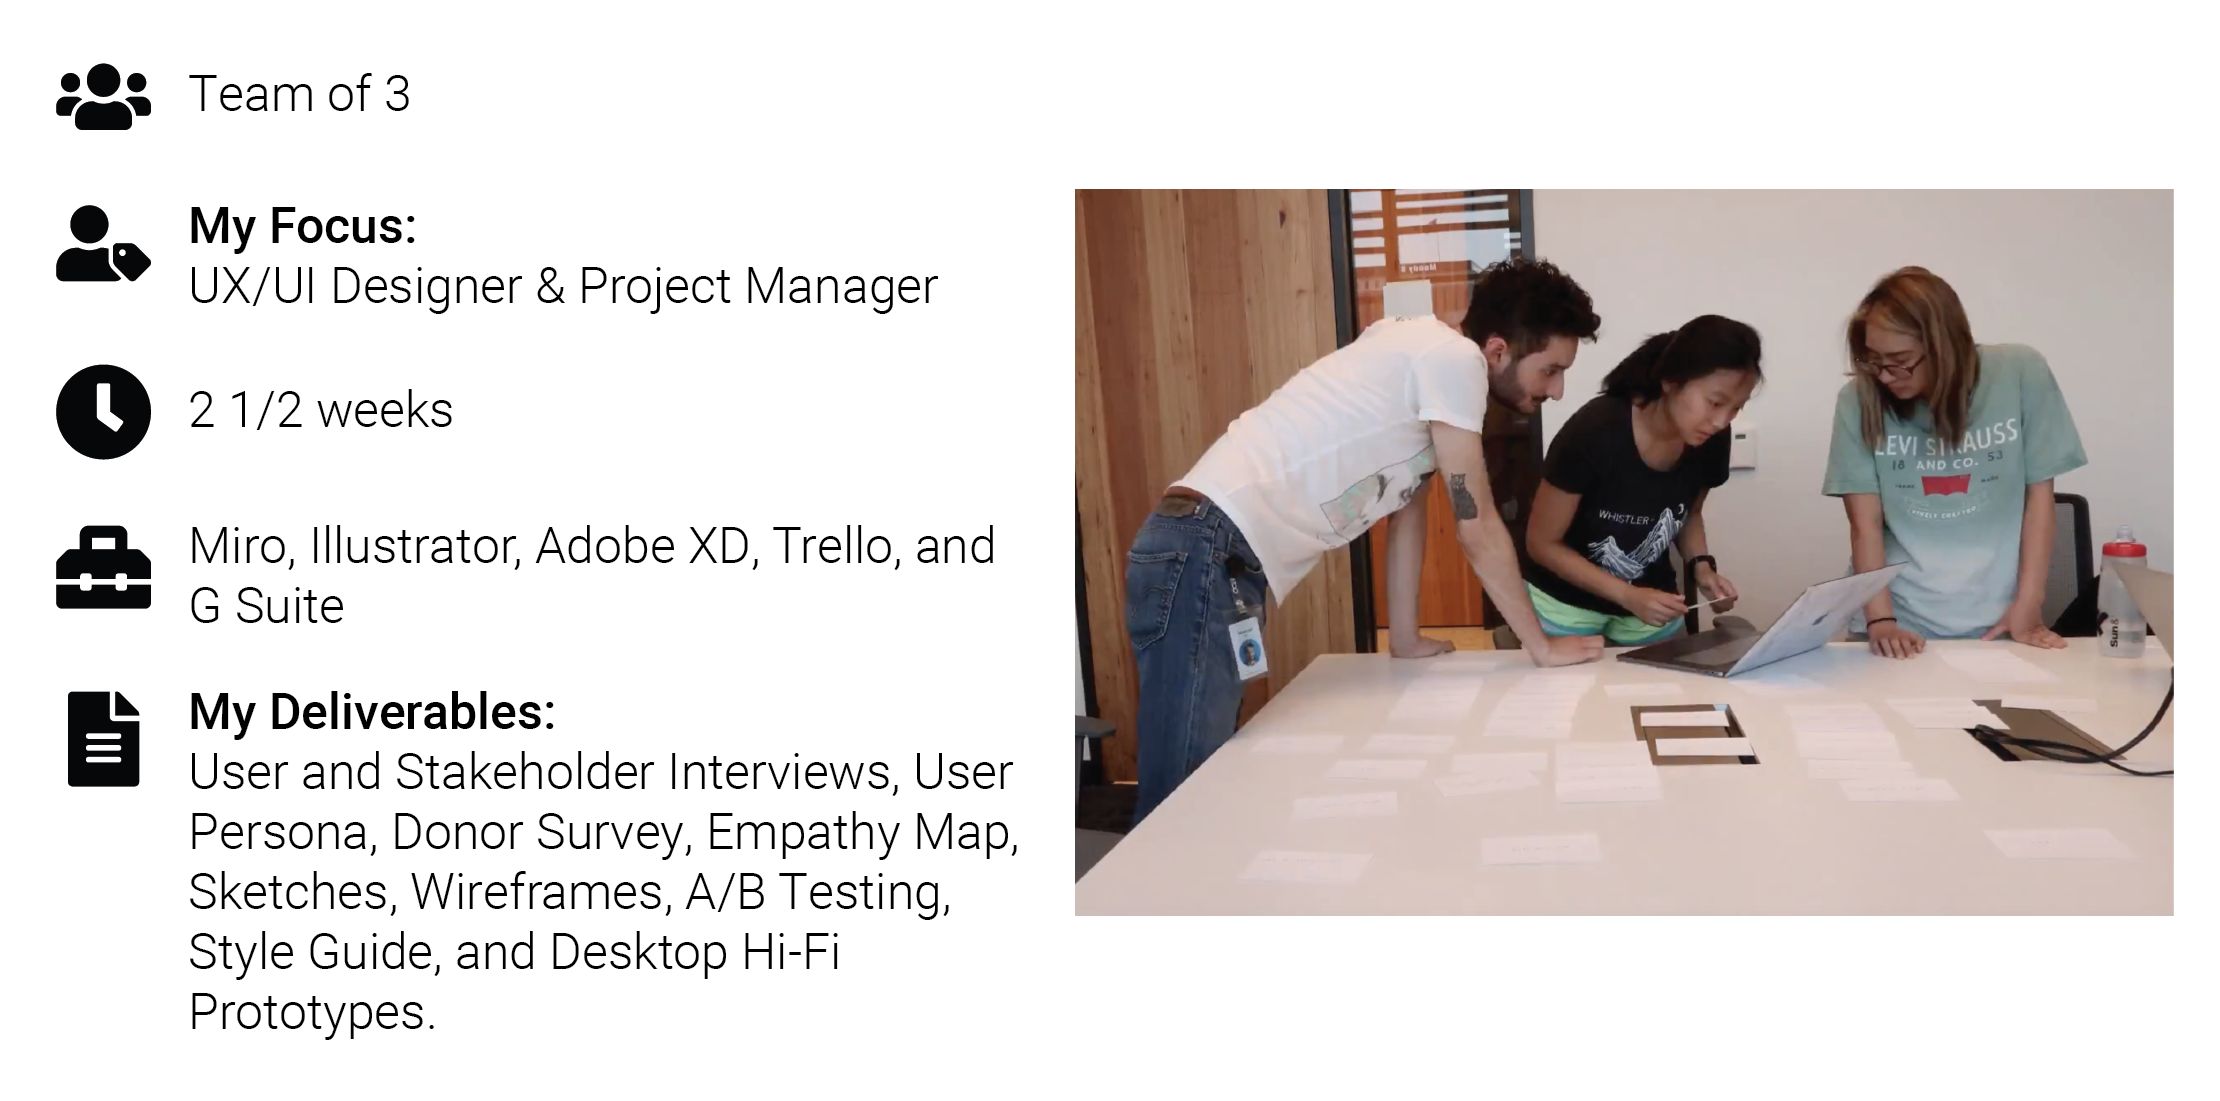 Team of 3
My Focus:
UX/UI Designer & Project Manager
2 1/2 weeks
Miro, Illustrator, Adobe XD, Trello, and
G Suite
My Deliverables:
User and Stakeholder Interviews, User
Persona, Donor Survey, Empathy Map,
Sketches, Wireframes, A/B Testing,
Style Guide, and Desktop Hi-Fi
Prototypes.
WHISTLER
LEVI STRAUSS
18 AND CO. 53